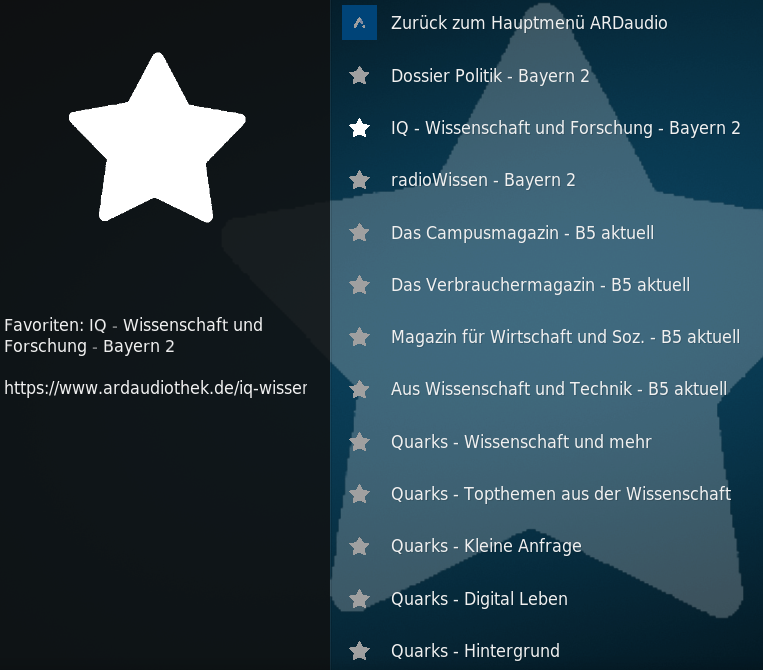 Favoriten: IQ - Wissenschaft und
Forschung - Bayern 2
https://www.ardaudiothek.de/iq-wisser
Zurück zum Hauptmenü ARDaudio
Dossier Politik - Bayern 2
IQ - Wissenschaft und Forschung - Bayern 2
radioWissen - Bayern 2
Das Campusmagazin - B5 aktuell
Das Verbrauchermagazin - B5 aktuell
Magazin für Wirtschaft und Soz. - B5 aktuell
Aus Wissenschaft und Technik - B5 aktuell
Quarks - Wissenschaft und mehr
Quarks - Topthemen aus der Wissenschaft
Quarks - Kleine Anfrage
Quarks - Digital Leben
Quarks - Hintergrund